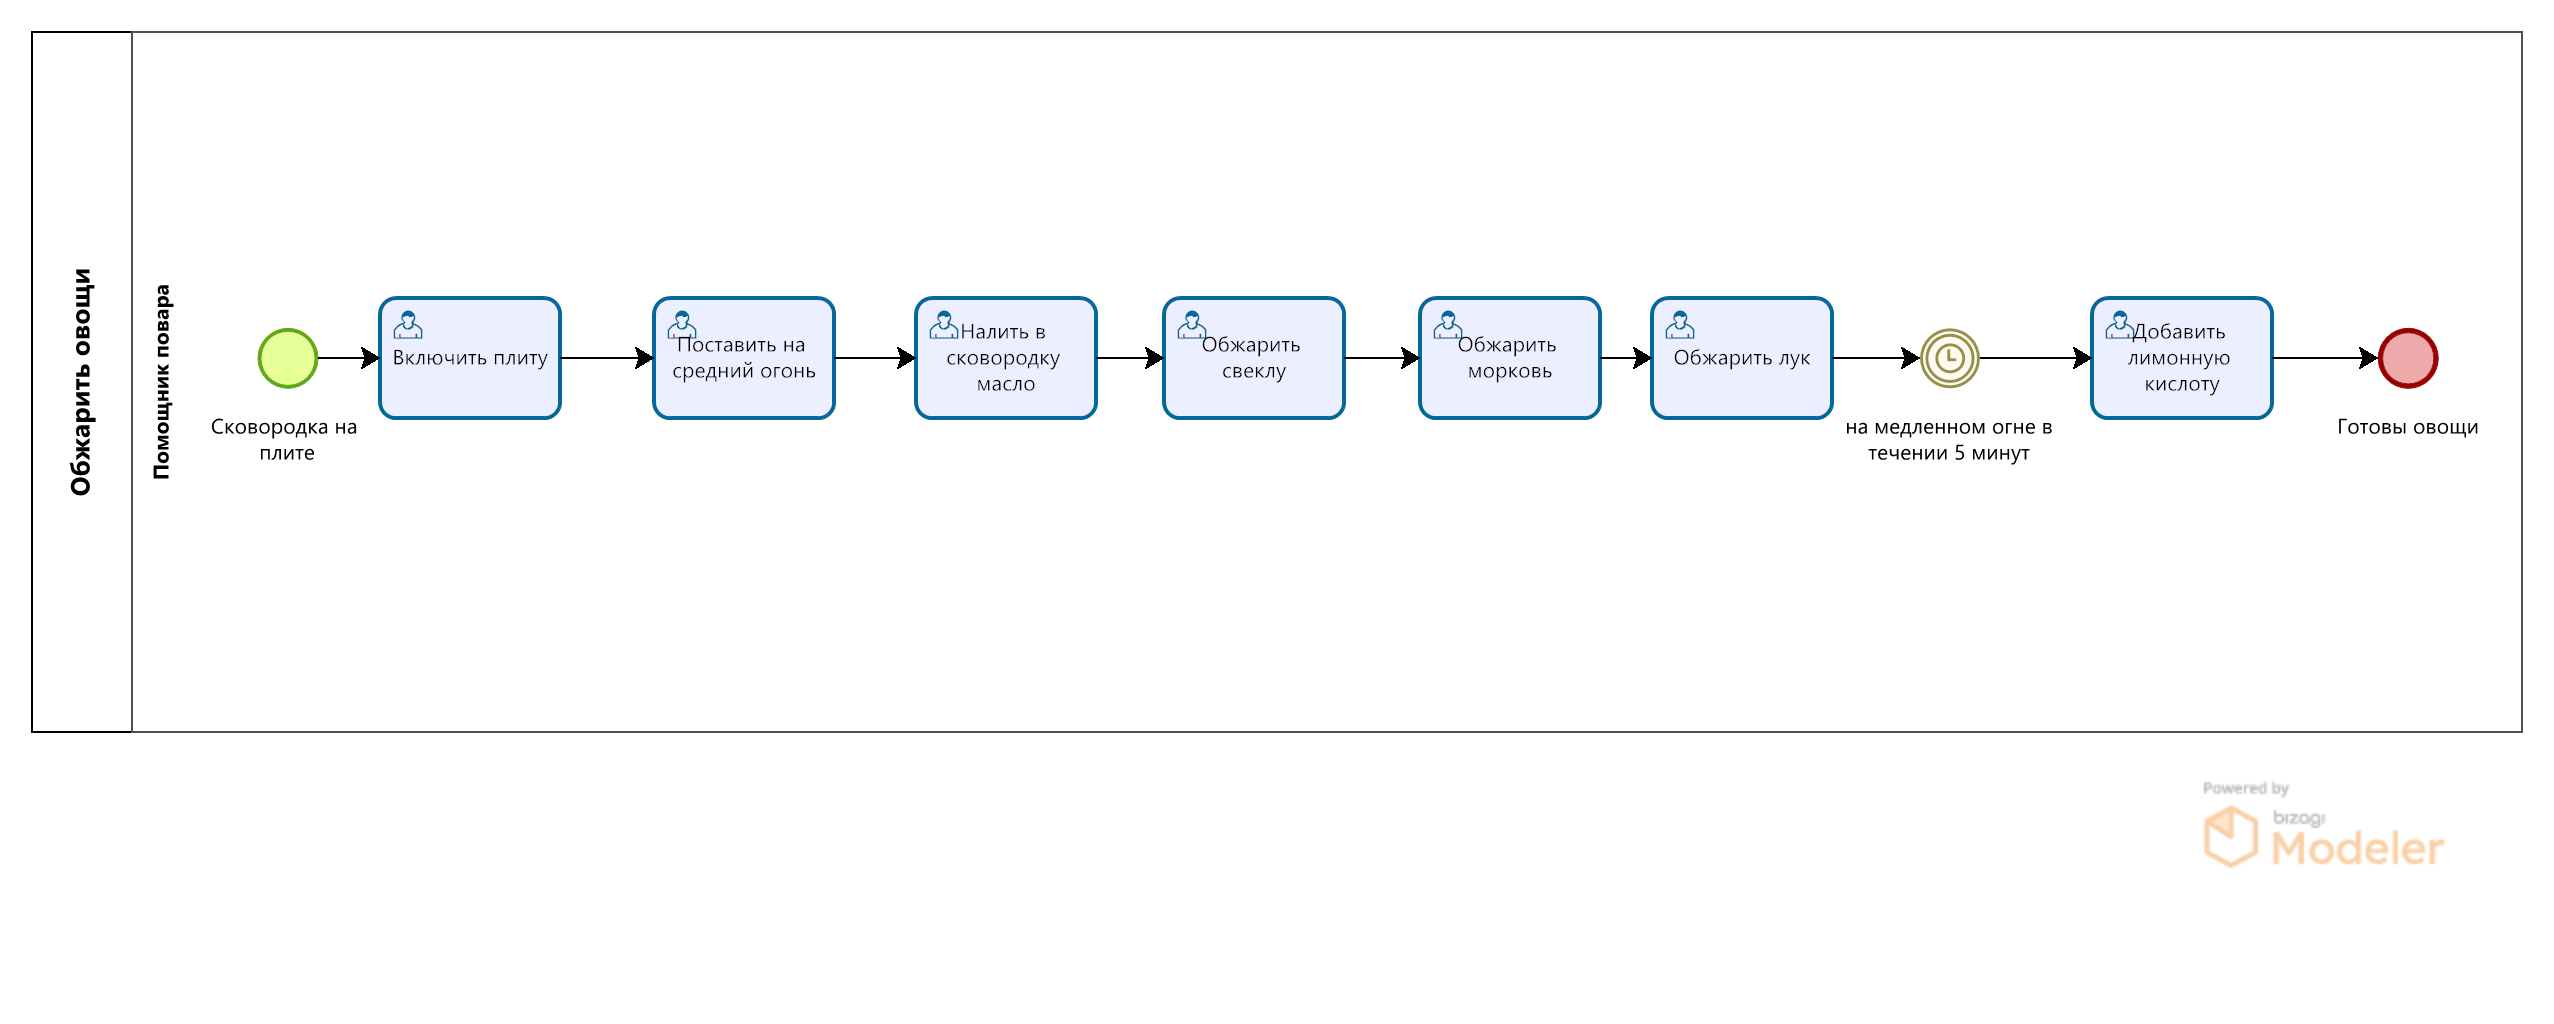 Обжарить овощи
Помощник повара
Сковородка на
плите
Включить плиту
Поставить на
средний огонь
Налить в
сковородку
масло
Обжарить
свеклу
Обжарить
морковь
Обжарить лук
на медленном огне в
течении 5 минут
Добавить
лимонную
кислоту
Готовы овощи
Powered by
bizagi
Modeler